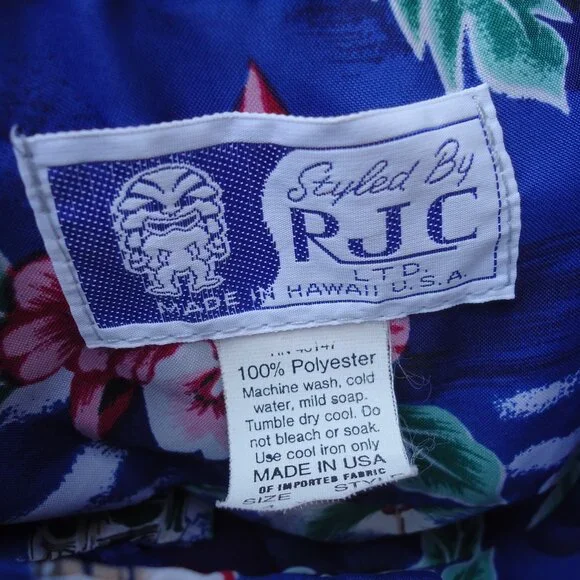 Styled By
RJC
LTD.
MADE IN HAWAII U.S.A.
100% Polyester
Machine wash, cold
water, mild soap.
Tumble dry cool. Do
not bleach or soak.
Use cool iron only
MADE IN USA
OF IMPORTED FABRIC
SIZE STYLE